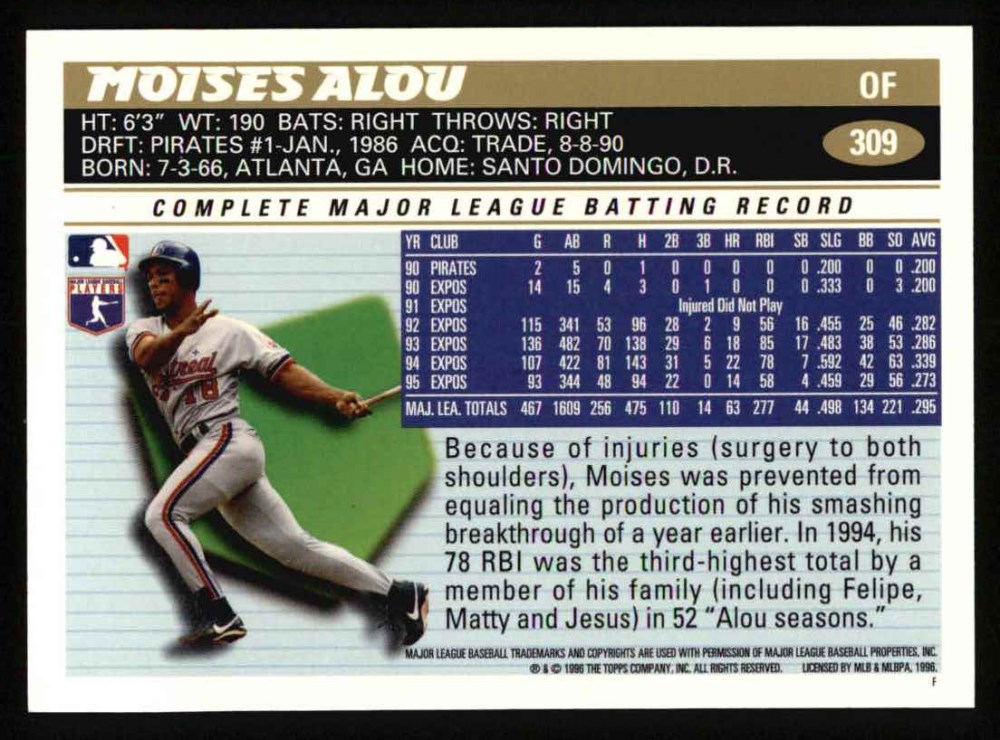 MOISES ALOU OF
HT: 6'3" WT: 190 BATS: RIGHT THROWS: RIGHT
309
DRFT: PIRATES #1-JAN., 1986 ACQ: TRADE, 8-8-90
BORN: 7-3-66, ATLANTA, GA HOME: SANTO DOMINGO, D.R.
COMPLETE MAJOR LEAGUE BATTING RECORD
YR CLUB G AB R H 2B 3B HR RBI SB SLG BB SO AVG
90 PIRATES 2 5 0 1 0 0 0 0 0 .200 0 0 .200
90 EXPOS 14 15 4 3 0 1 0 0 0 .333 0 3 .200
91 EXPOS Injured Did Not Play
92 EXPOS 115 341 53 96 28 2 9 56 16 .455 25 46 .282
93 EXPOS 136 482 70 138 29 6 18 85 17 .483 38 53 .286
94 EXPOS 107 422 81 143 31 5 22 78 7 .592 42 63 .339
95 EXPOS 93 344 48 94 22 0 14 58 4 .459 29 56 .273
MAJ. LEA. TOTALS 467 1609 256 475 110 14 63 277 44 .498 134 221 .295
PLAYERS
18
Because of injuries (surgery to both
shoulders), Moises was prevented from
equaling the production of his smashing
breakthrough of a year earlier. In 1994, his
78 RBI was the third-highest total by a
member of his family (including Felipe,
Matty and Jesus) in 52 "Alou seasons."
MAJOR LEAGUE BASEBALL TRADEMARKS AND COPYRIGHTS ARE USED WITH PERMISSION OF MAJOR LEAGUE BASEBALL PROPERTIES, INC.
® & © 1996 THE TOPPS COMPANY, INC. ALL RIGHTS RESERVED. LICENSED BY MLB & MLBPA, 1996.
F